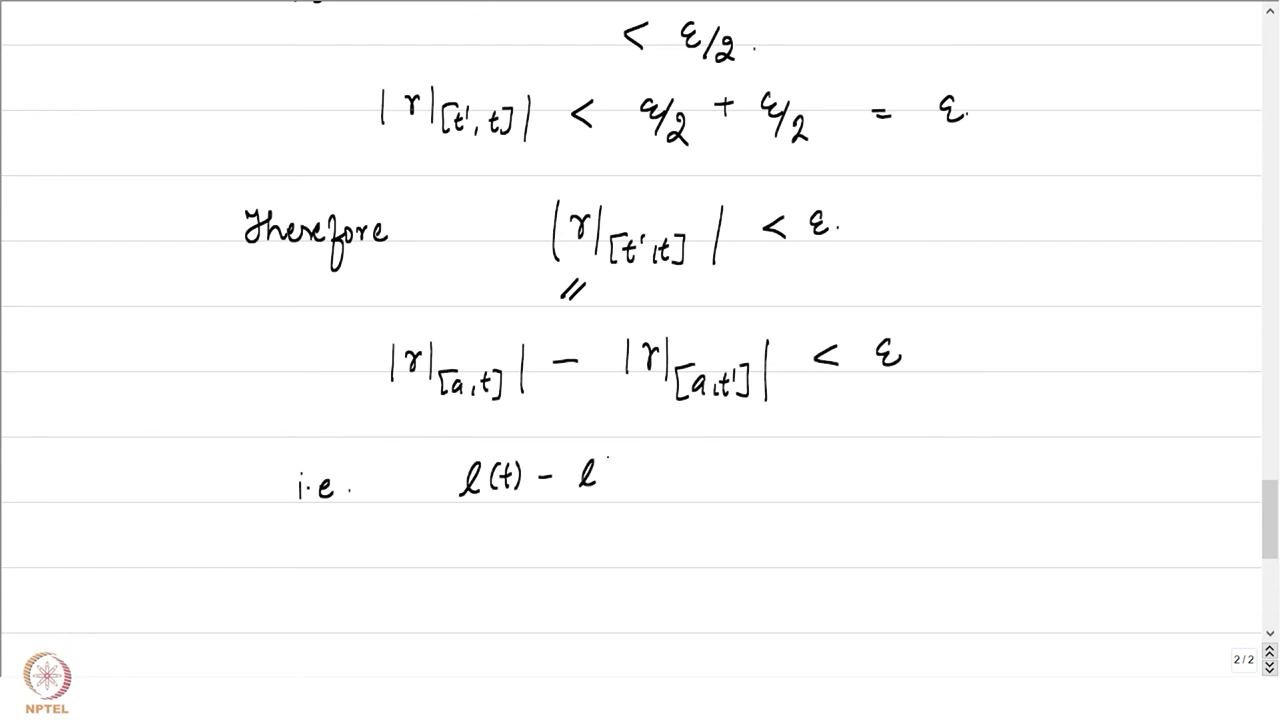 < ε/2.
|γ|[t', t]| < ε/2 + ε/2 = ε.
Therefore |γ|[t', t]| < ε.
//
|γ|[a, t]| − |γ|[a, t']| < ε
i.e. l(t) − l
2/2
NPTEL